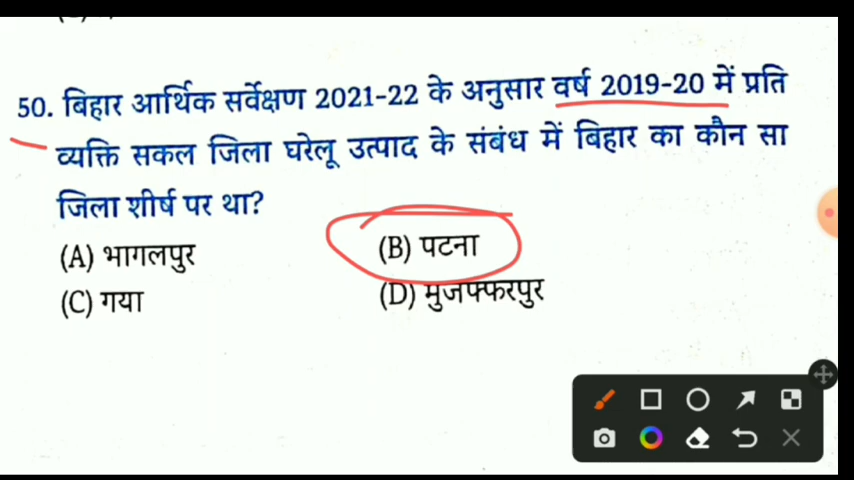 50. बिहार आर्थिक सर्वेक्षण 2021-22 के अनुसार वर्ष 2019-20 में प्रति
व्यक्ति सकल जिला घरेलू उत्पाद के संबंध में बिहार का कौन सा
जिला शीर्ष पर था?
(A) भागलपुर (B) पटना
(C) गया (D) मुजफ्फरपुर